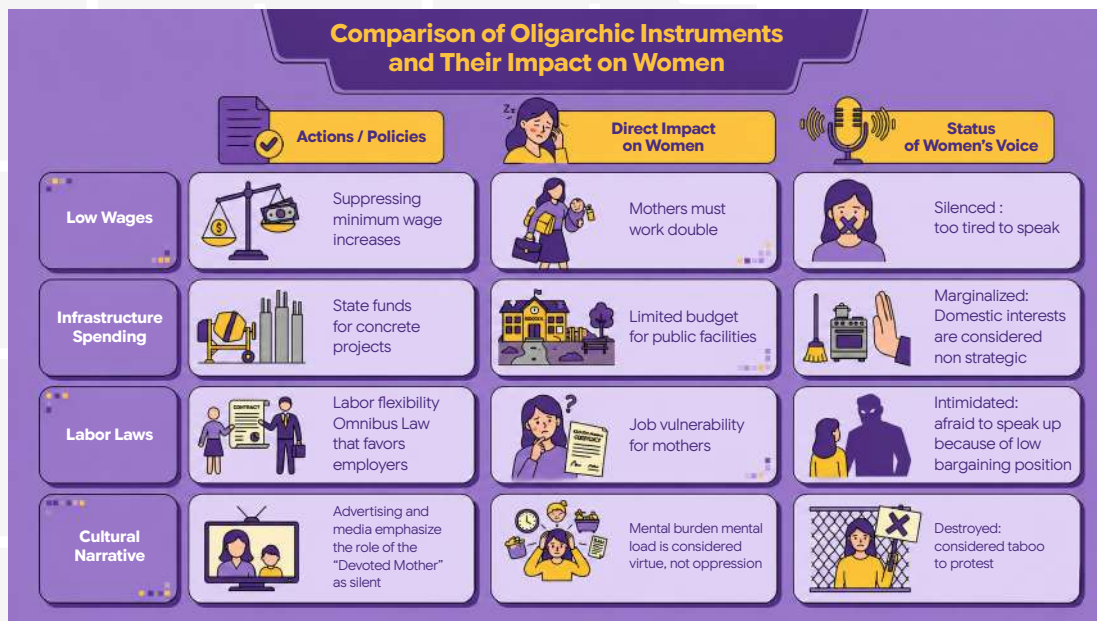 Comparison of Oligarchic Instruments
and Their Impact on Women
Actions / Policies
Direct Impact
on Women
Status
of Women's Voice
Low Wages
Suppressing
minimum wage
increases
Mothers must
work double
Silenced :
too tired to speak
Infrastructure
Spending
State funds
for concrete
projects
Limited budget
for public facilities
Marginalized:
Domestic interests
are considered
non strategic
Labor Laws
CONTRACT
Labor flexibility
Omnibus Law
that favors
employers
?
Job vulnerability
for mothers
Intimidated:
afraid to speak up
because of low
bargaining position
Cultural
Narrative
Advertising and
media emphasize
the role of the
“Devoted Mother”
as silent
Mental burden mental
load is considered
virtue, not oppression
Destroyed:
considered taboo
to protest